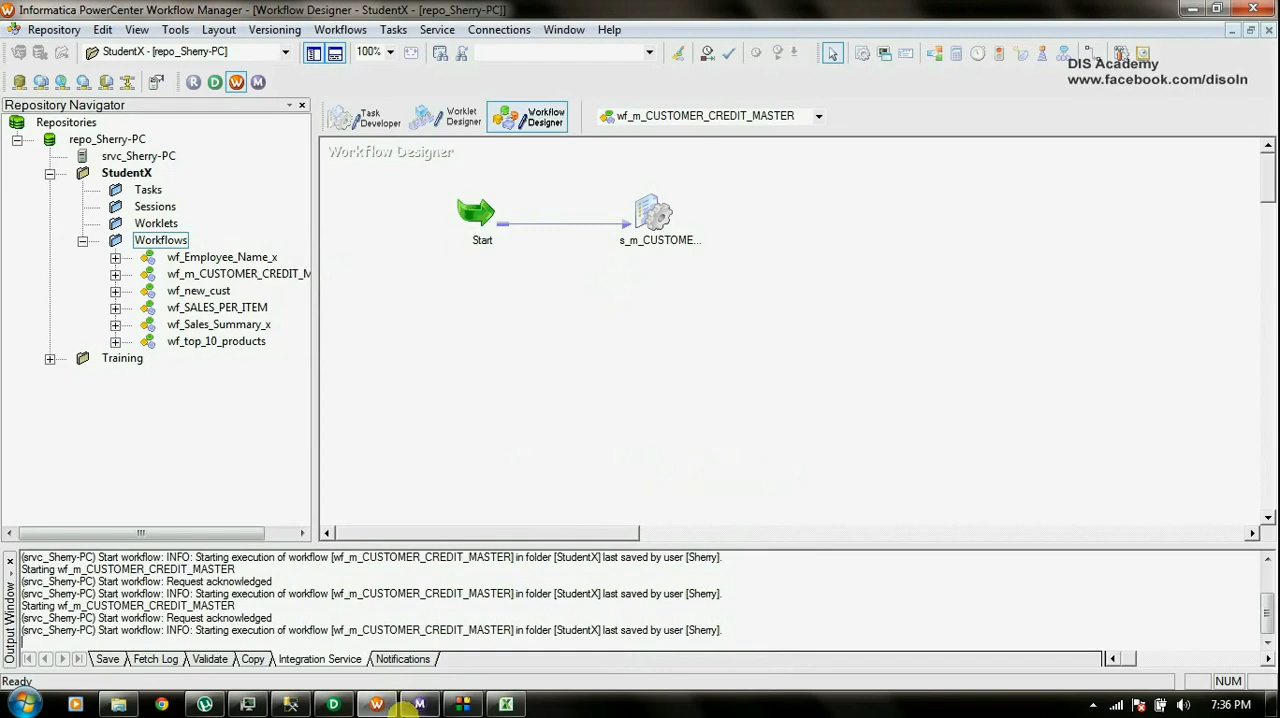 Informatica PowerCenter Workflow Manager - [Workflow Designer - StudentX - [repo_Sherry-PC]]
Repository Edit View Tools Layout Versioning Workflows Tasks Service Connections Window Help
StudentX - [repo_Sherry-PC] 100%
DIS Academy
www.facebook.com/disoln
R D W M
Repository Navigator
Repositories
repo_Sherry-PC
srvc_Sherry-PC
StudentX
Tasks
Sessions
Worklets
Workflows
wf_Employee_Name_x
wf_m_CUSTOMER_CREDIT_M
wf_new_cust
wf_SALES_PER_ITEM
wf_Sales_Summary_x
wf_top_10_products
Training
Task Developer
Worklet Designer
Workflow Designer
wf_m_CUSTOMER_CREDIT_MASTER
Workflow Designer
Start
s_m_CUSTOME...
(srvc_Sherry-PC) Start workflow: INFO: Starting execution of workflow [wf_m_CUSTOMER_CREDIT_MASTER] in folder [StudentX] last saved by user [Sherry].
Starting wf_m_CUSTOMER_CREDIT_MASTER
(srvc_Sherry-PC) Start workflow: Request acknowledged
(srvc_Sherry-PC) Start workflow: INFO: Starting execution of workflow [wf_m_CUSTOMER_CREDIT_MASTER] in folder [StudentX] last saved by user [Sherry].
Starting wf_m_CUSTOMER_CREDIT_MASTER
(srvc_Sherry-PC) Start workflow: Request acknowledged
(srvc_Sherry-PC) Start workflow: INFO: Starting execution of workflow [wf_m_CUSTOMER_CREDIT_MASTER] in folder [StudentX] last saved by user [Sherry].
Output Window
Save Fetch Log Validate Copy Integration Service Notifications
Ready NUM
D W M 7:36 PM